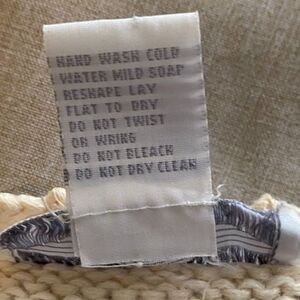 HAND WASH COLD
WATER MILD SOAP
RESHAPE LAY
FLAT TO DRY
DO NOT TWIST
OR WRING
DO NOT BLEACH
DO NOT DRY CLEAN